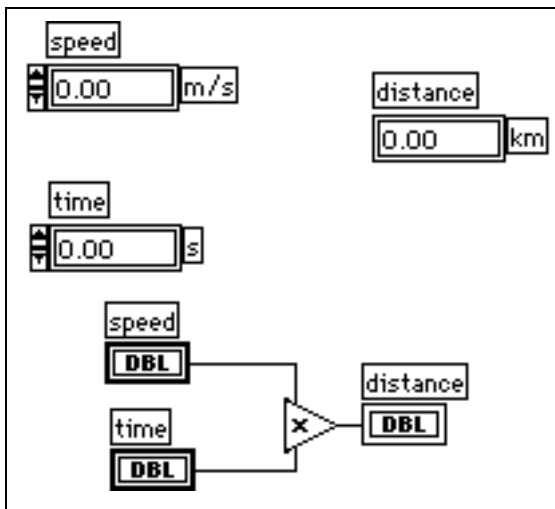 speed
0.00 m/s
distance
0.00 km
time
0.00 s
speed
DBL
distance
time
x
DBL
DBL